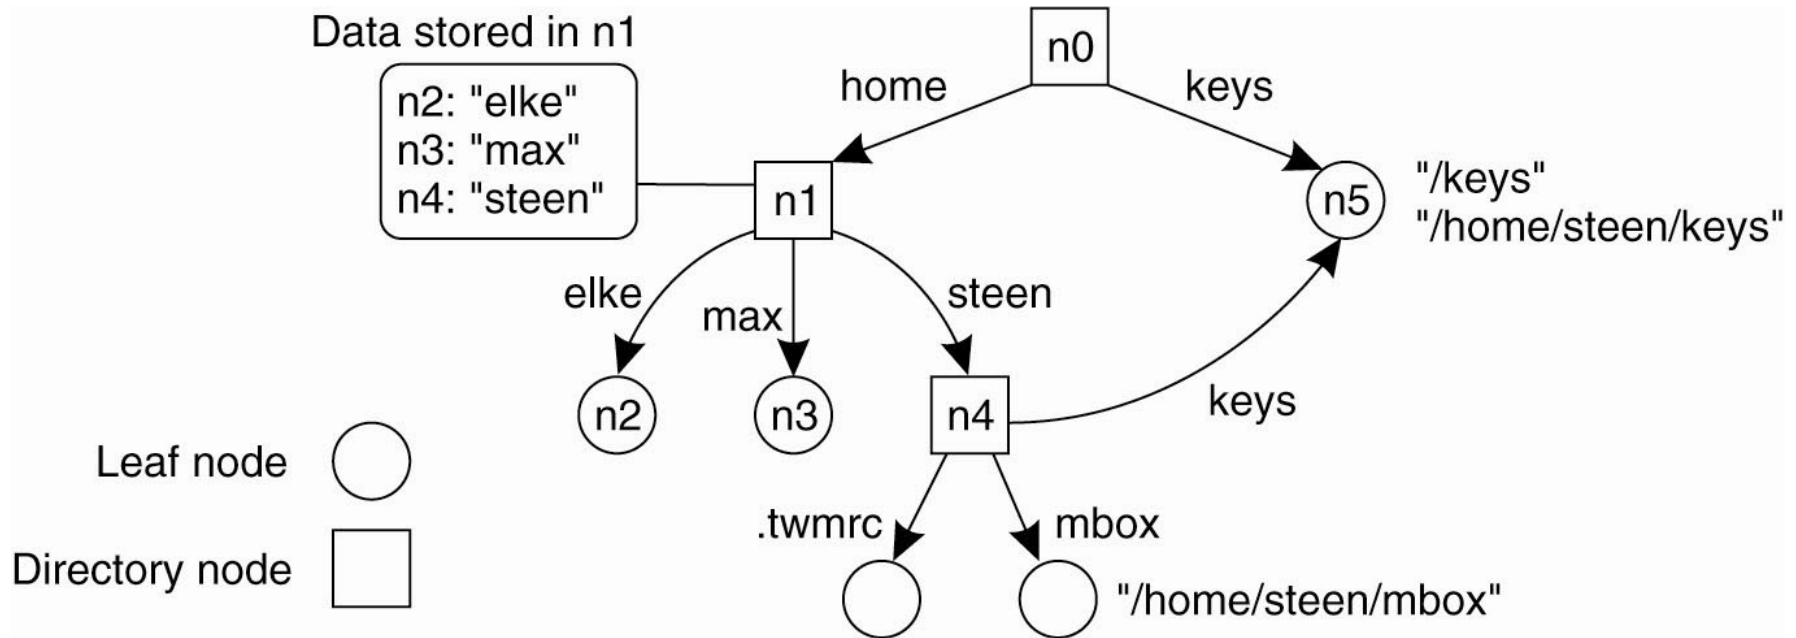 Data stored in n1
n0
home
keys
n2: "elke"
n3: "max"
n4: "steen"
n1
n5
"/keys"
"/home/steen/keys"
elke
max
steen
n2
n3
n4
keys
Leaf node
.twmrc
mbox
Directory node
"/home/steen/mbox"